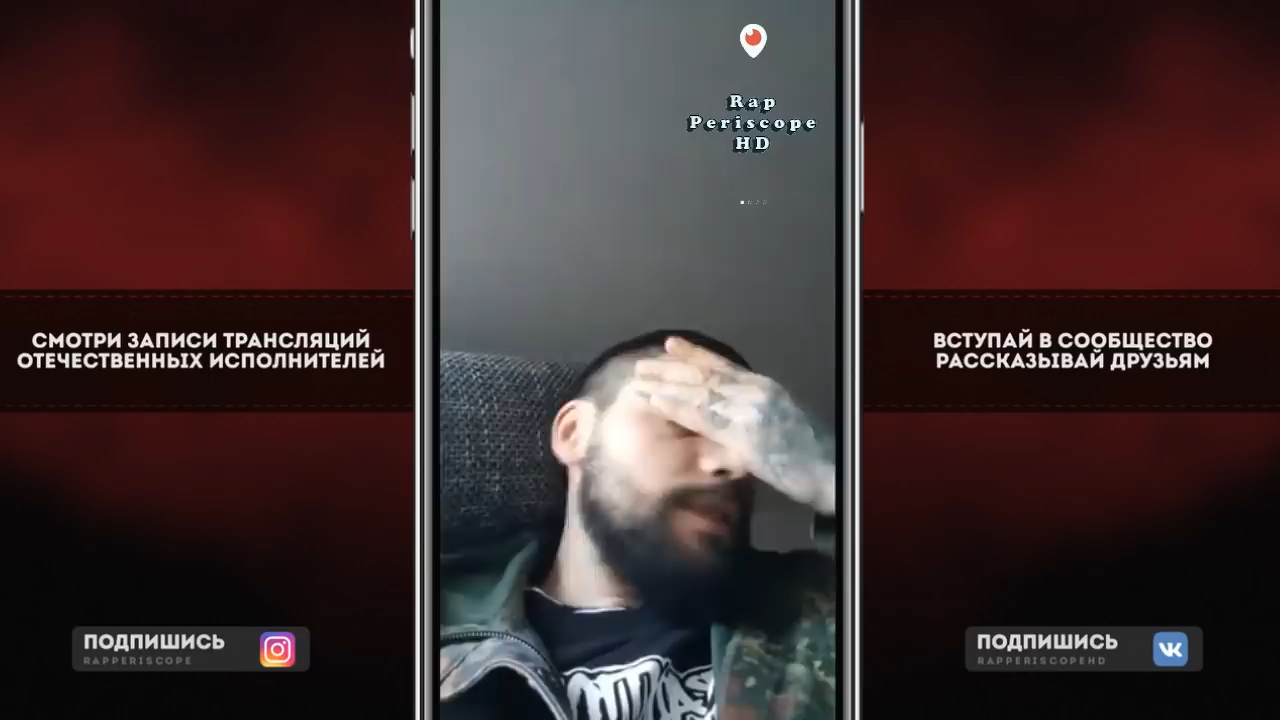 Rap
Periscope
HD
СМОТРИ ЗАПИСИ ТРАНСЛЯЦИЙ
ОТЕЧЕСТВЕННЫХ ИСПОЛНИТЕЛЕЙ
ВСТУПАЙ В СООБЩЕСТВО
РАССКАЗЫВАЙ ДРУЗЬЯМ
ПОДПИШИСЬ
RAPPERISCOPE
ПОДПИШИСЬ
RAPPERISCOPEHD